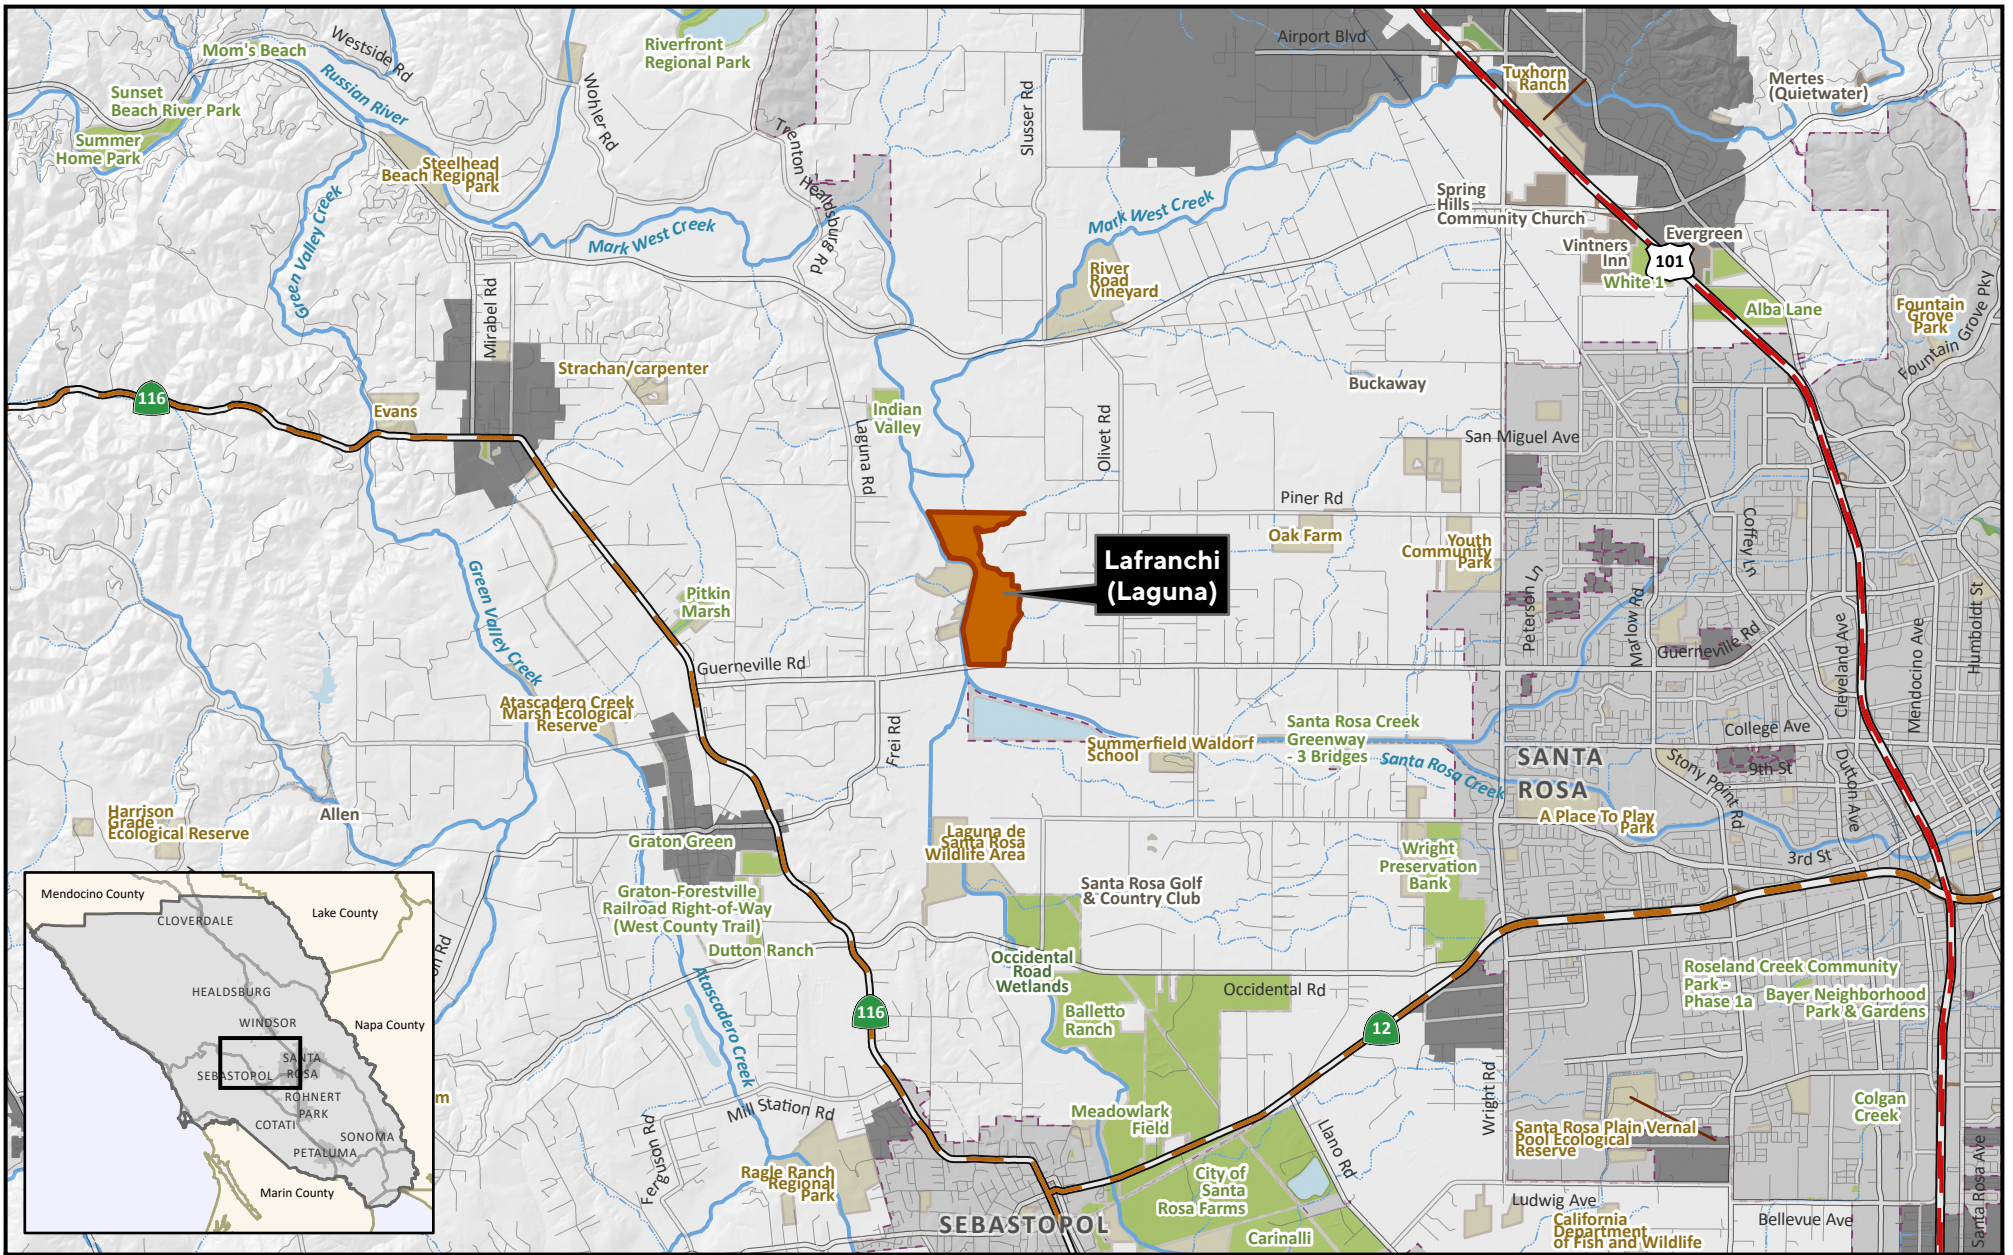 Mom's Beach
Westside Rd
Russian River
Sunset
Beach River Park
Summer
Home Park
Steelhead
Beach Regional
Park
Wohler Rd
Riverfront
Regional Park
Trenton Healdsburg Rd
Slusser Rd
Airport Blvd
Tuxhorn
Ranch
Mertes
(Quietwater)
Green Valley Creek
Mark West Creek
Mark West Creek
Spring
Hills
Community Church
Vintners
Inn
Evergreen
101
White 1
Alba Lane
Fountain
Grove
Park
Fountain Grove Pky
River
Road
Vineyard
Mirabel Rd
116
Evans
Strachan/carpenter
Indian
Valley
Laguna Rd
Olivet Rd
Buckaway
San Miguel Ave
Piner Rd
Oak Farm
Youth
Community
Park
Lafranchi
(Laguna)
Peterson Ln
Marlow Rd
Coffey Ln
Guerneville Rd
Cleveland Ave
Mendocino Ave
Humboldt St
Green Valley Creek
Pitkin
Marsh
Guerneville Rd
Atascadero Creek
Marsh Ecological
Reserve
Frei Rd
Summerfield Waldorf
School
Santa Rosa Creek
Greenway
- 3 Bridges
Santa Rosa Creek
SANTA
ROSA
College Ave
9th St
Stony Point Rd
Dutton Ave
A Place To Play
Park
3rd St
Harrison
Grade
Ecological Reserve
Allen
Graton Green
Graton-Forestville
Railroad Right-of-Way
(West County Trail)
Dutton Ranch
Laguna de
Santa Rosa
Wildlife Area
Santa Rosa Golf
& Country Club
Wright
Preservation
Bank
Occidental
Road
Wetlands
Balletto
Ranch
Occidental Rd
116
12
Roseland Creek Community
Park -
Phase 1a
Bayer Neighborhood
Park & Gardens
on Rd
m
Atascadero Creek
Mill Station Rd
Ferguson Rd
Ragle Ranch
Regional
Park
SEBASTOPOL
Meadowlark
Field
City of
Santa
Rosa Farms
Carinalli
Llano Rd
Wright Rd
Santa Rosa Plain Vernal
Pool Ecological
Reserve
Colgan
Creek
Ludwig Ave
California
Department
of Fish and Wildlife
Bellevue Ave
Santa Rosa Ave
Mendocino County
Lake County
CLOVERDALE
HEALDSBURG
WINDSOR
Napa County
SANTA
ROSA
SEBASTOPOL
ROHNERT
PARK
COTATI
SONOMA
PETALUMA
Marin County